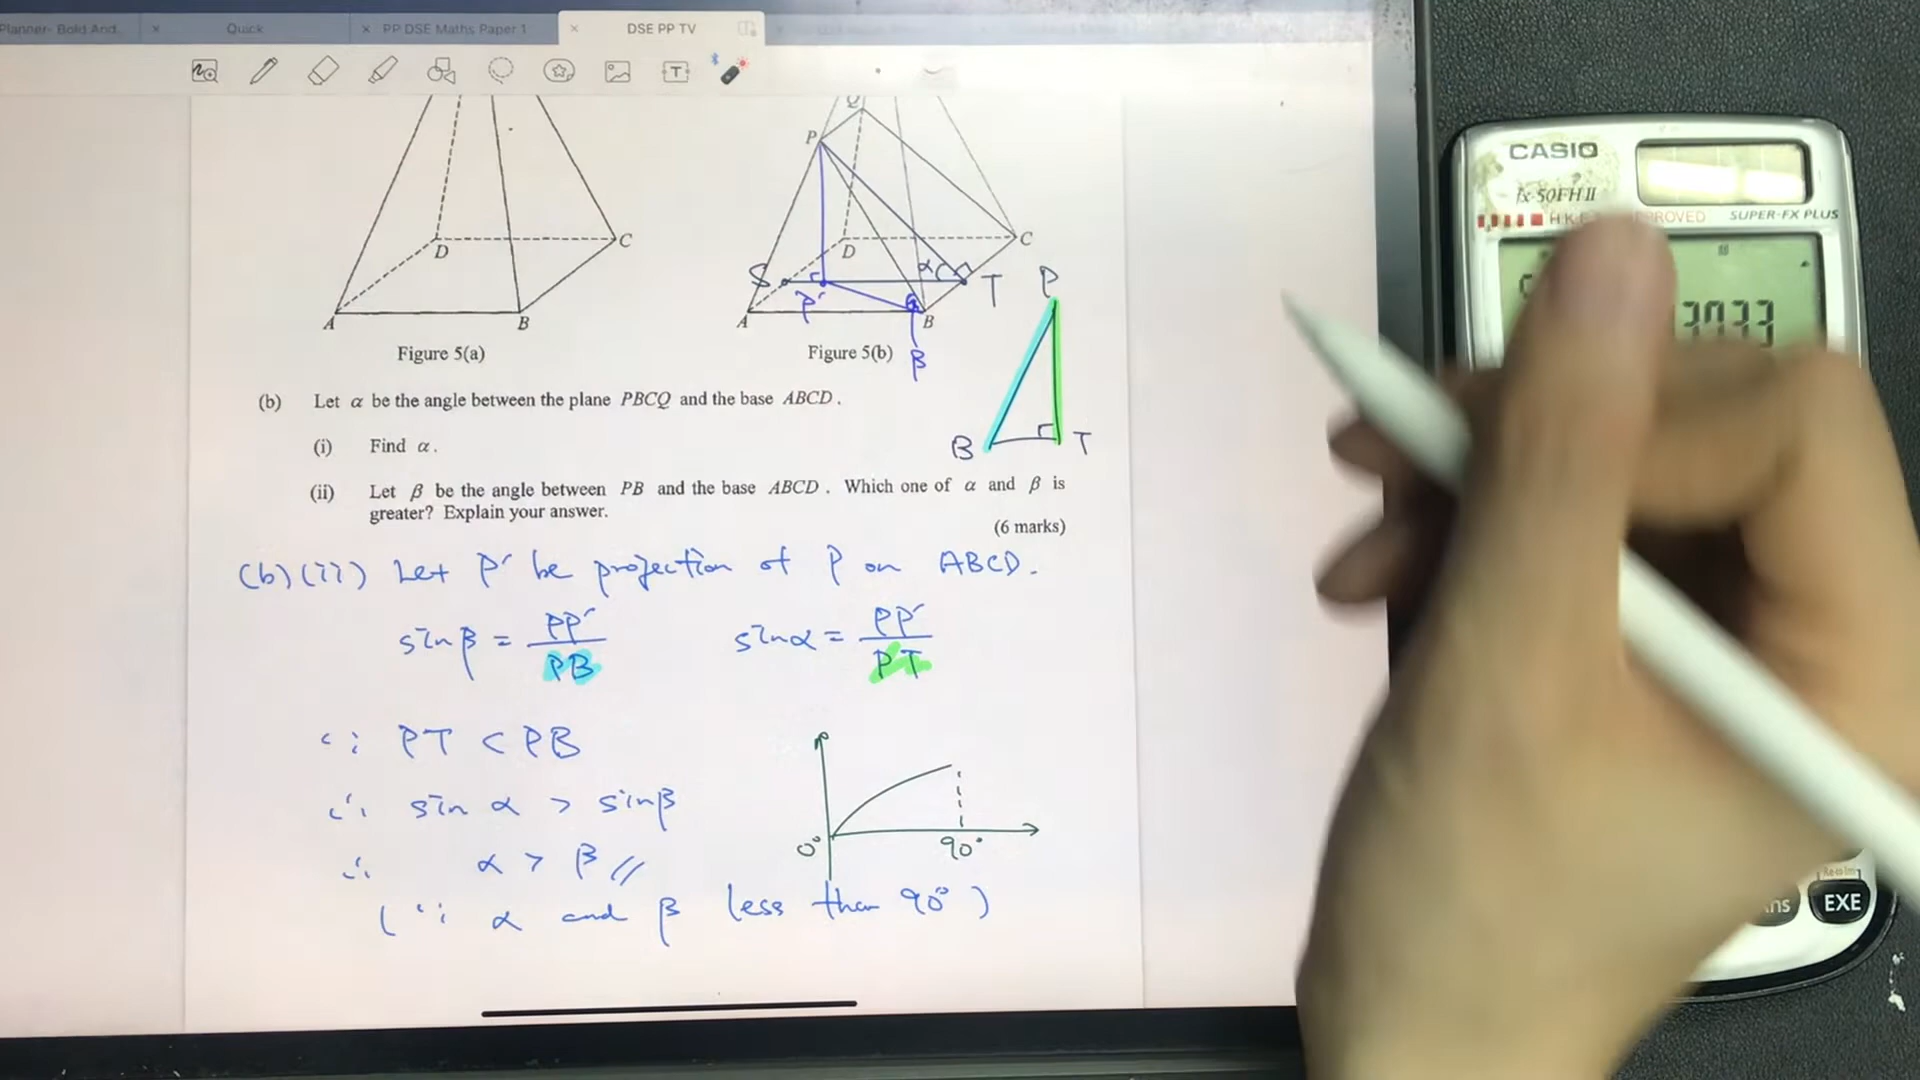 Planner- Bold And
Quick
PP DSE Maths Paper 1
DSE PP TV
T
CASIO
fx-50FH II
SUPER-FX PLUS
Q
P
D
C
D
C
S
α
T
P
P'
A
B
A
B
Figure 5(a)
Figure 5(b)
β
(b) Let α be the angle between the plane PBCQ and the base ABCD.
(i) Find α.
B
T
(ii) Let β be the angle between PB and the base ABCD. Which one of α and β is
greater? Explain your answer.
(6 marks)
(b)(ii) Let P' be projection of P on ABCD.
sinβ = PP'/PB
sinα = PP'/PT
∵ PT < PB
∴ sin α > sinβ
0°
90°
∴ α > β //
(∵ α and β less than 90°)
EXE